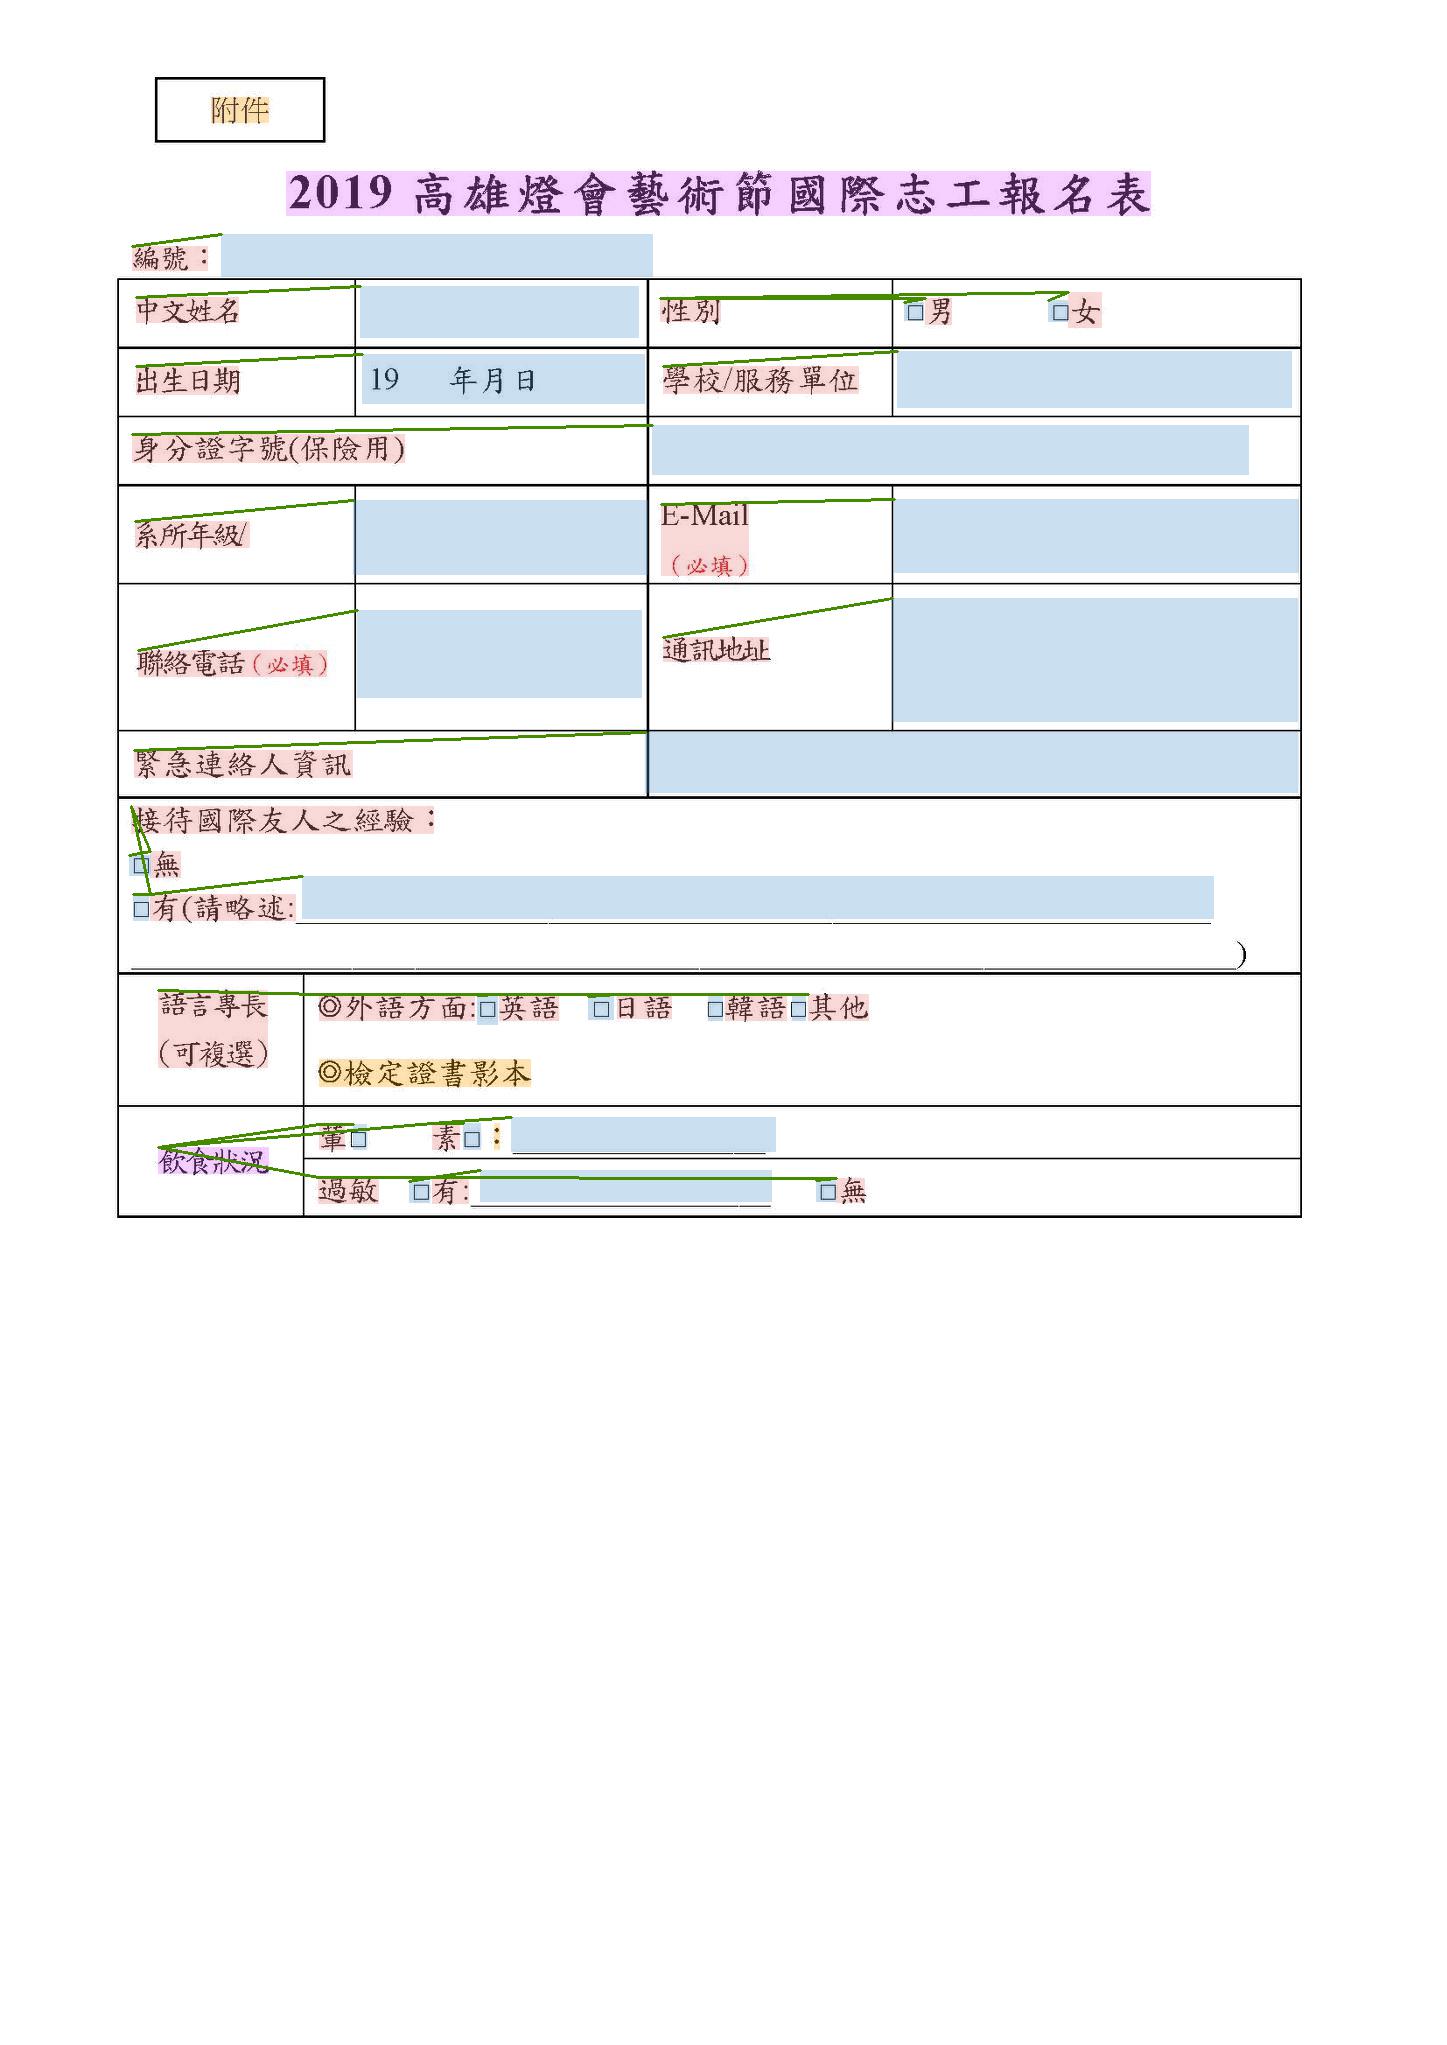 附件
2019 高雄燈會藝術節國際志工報名表
編號：
中文姓名 性別 □男 □女
出生日期 19 年月日 學校/服務單位
身分證字號(保險用)
系所年級/ E-Mail
（必填）
聯絡電話（必填） 通訊地址
緊急連絡人資訊
接待國際友人之經驗：
□無
□有(請略述:
)
語言專長 ◎外語方面:□英語 □日語 □韓語□其他
(可複選)
◎檢定證書影本
飲食狀況 葷□ 素□：
過敏 □有: □無